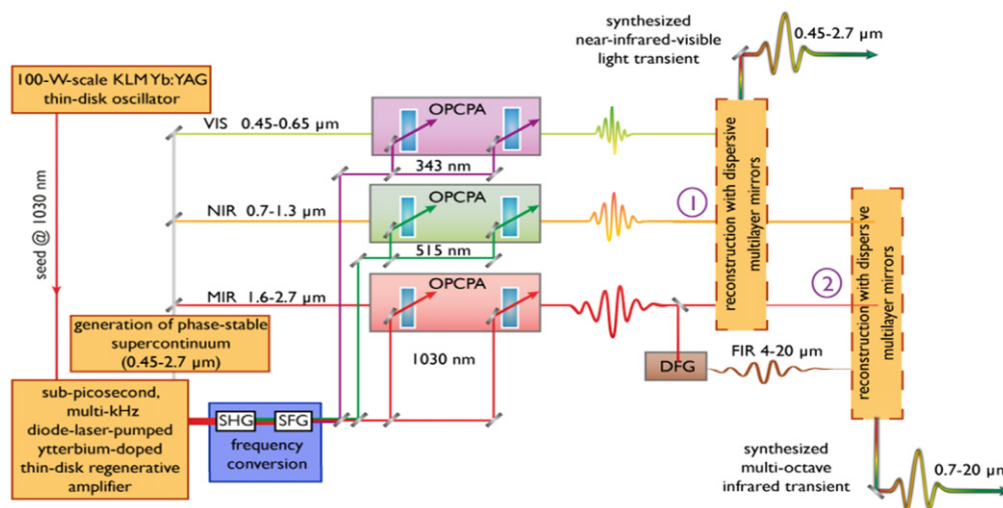 100-W-scale KLM Yb:YAG
thin-disk oscillator
seed @ 1030 nm
generation of phase-stable
supercontinuum
(0.45-2.7 µm)
sub-picosecond,
multi-kHz
diode-laser-pumped
ytterbium-doped
thin-disk regenerative
amplifier
SHG
SFG
frequency
conversion
VIS 0.45-0.65 µm
NIR 0.7-1.3 µm
MIR 1.6-2.7 µm
OPCPA
343 nm
OPCPA
515 nm
OPCPA
1030 nm
DFG
FIR 4-20 µm
synthesized
near-infrared-visible
light transient
0.45-2.7 µm
1
reconstruction with dispersive
multilayer mirrors
2
reconstruction with dispersive
multilayer mirrors
synthesized
multi-octave
infrared transient
0.7-20 µm